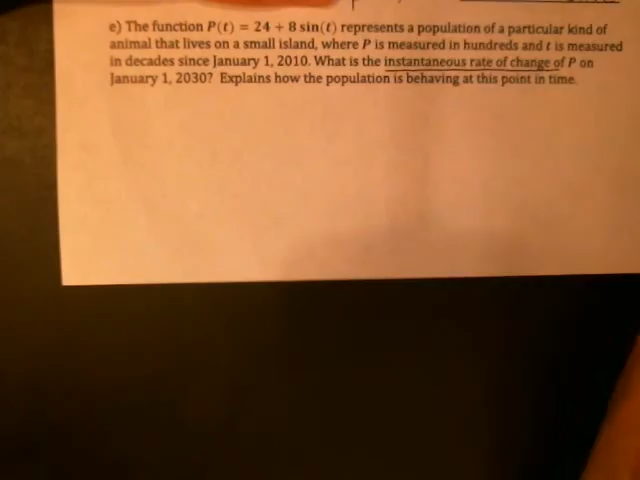 e) The function P(t) = 24 + 8 sin(t) represents a population of a particular kind of
animal that lives on a small island, where P is measured in hundreds and t is measured
in decades since January 1, 2010. What is the instantaneous rate of change of P on
January 1, 2030? Explains how the population is behaving at this point in time.